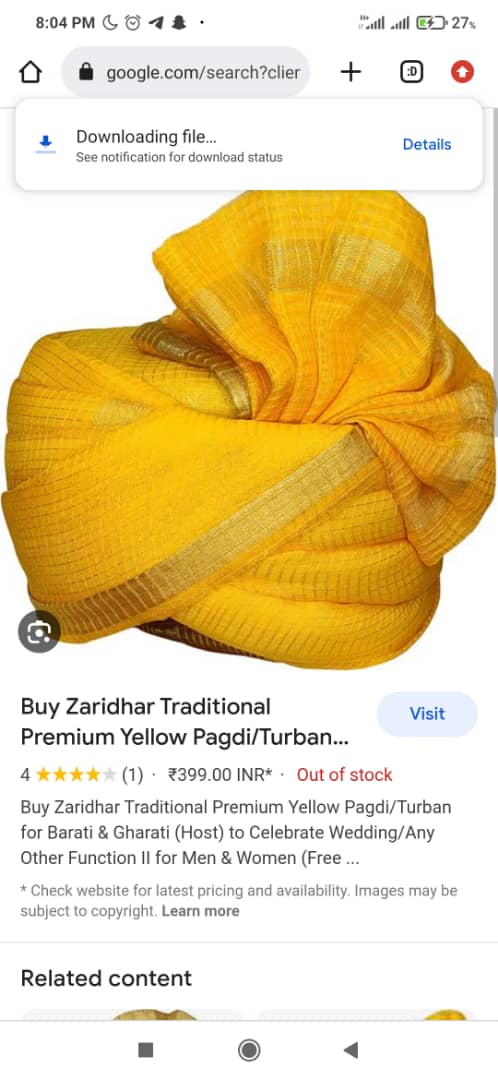 8:04 PM
27%
google.com/search?clier
:D
Downloading file...
See notification for download status
Details
Buy Zaridhar Traditional
Premium Yellow Pagdi/Turban...
Visit
4 ★★★★★ (1) · ₹399.00 INR* · Out of stock
Buy Zaridhar Traditional Premium Yellow Pagdi/Turban
for Barati & Gharati (Host) to Celebrate Wedding/Any
Other Function II for Men & Women (Free ...
* Check website for latest pricing and availability. Images may be
subject to copyright. Learn more
Related content